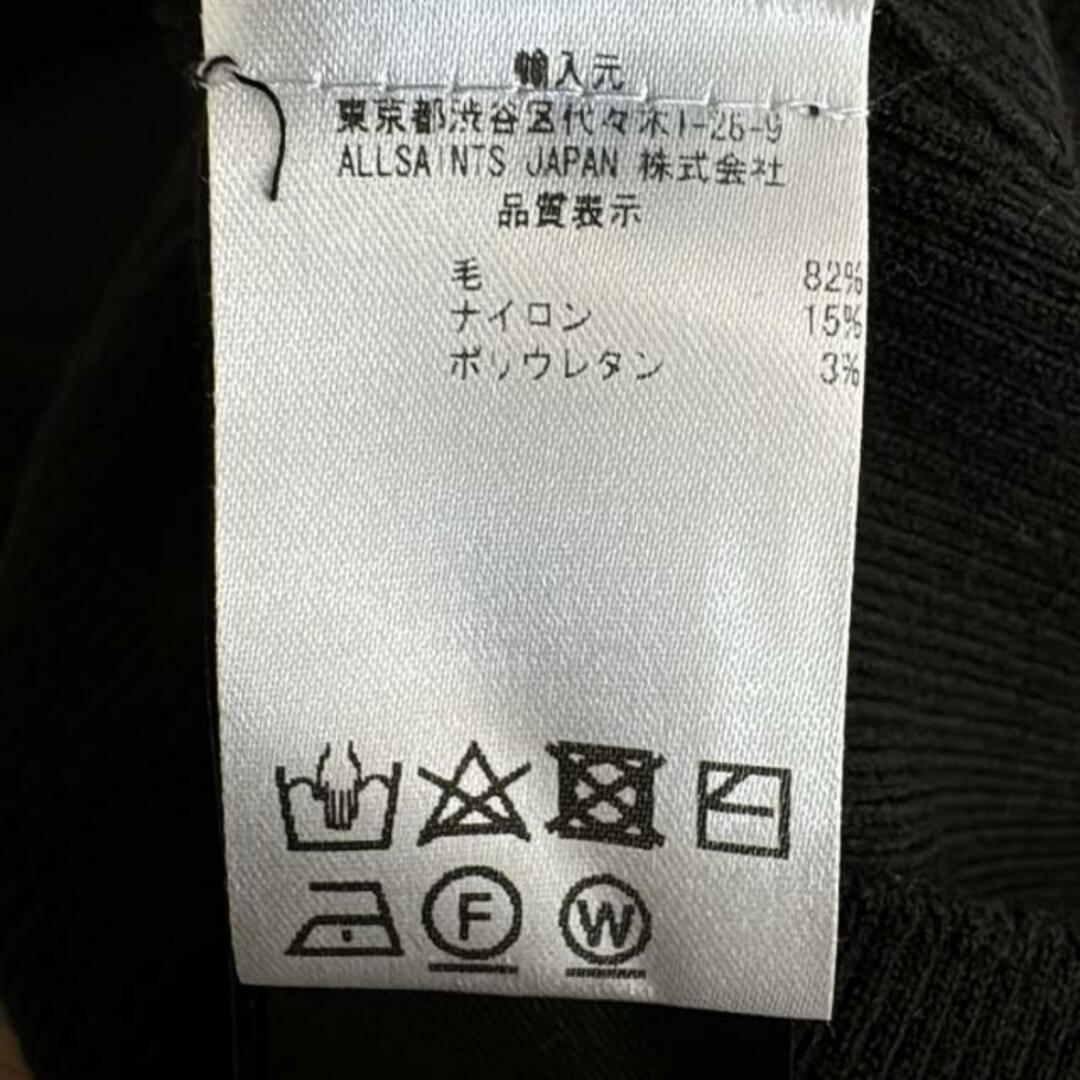 輸入元
東京都渋谷区代々木1-26-9
ALLSAINTS JAPAN 株式会社
品質表示
毛 82%
ナイロン 15%
ポリウレタン 3%
F W